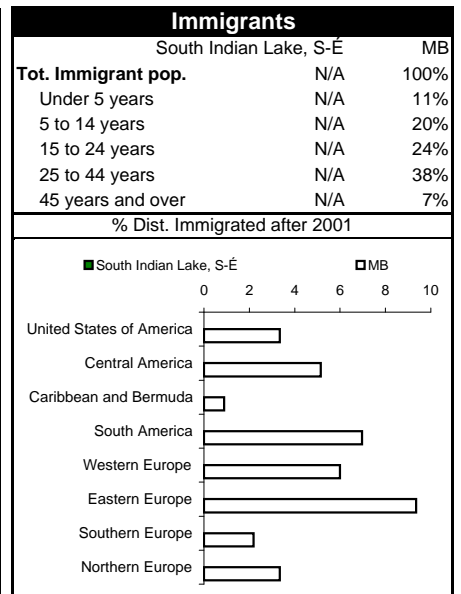 Immigrants
South Indian Lake, S-É MB
Tot. Immigrant pop. N/A 100%
Under 5 years N/A 11%
5 to 14 years N/A 20%
15 to 24 years N/A 24%
25 to 44 years N/A 38%
45 years and over N/A 7%
% Dist. Immigrated after 2001
South Indian Lake, S-É MB
0 2 4 6 8 10
United States of America
Central America
Caribbean and Bermuda
South America
Western Europe
Eastern Europe
Southern Europe
Northern Europe